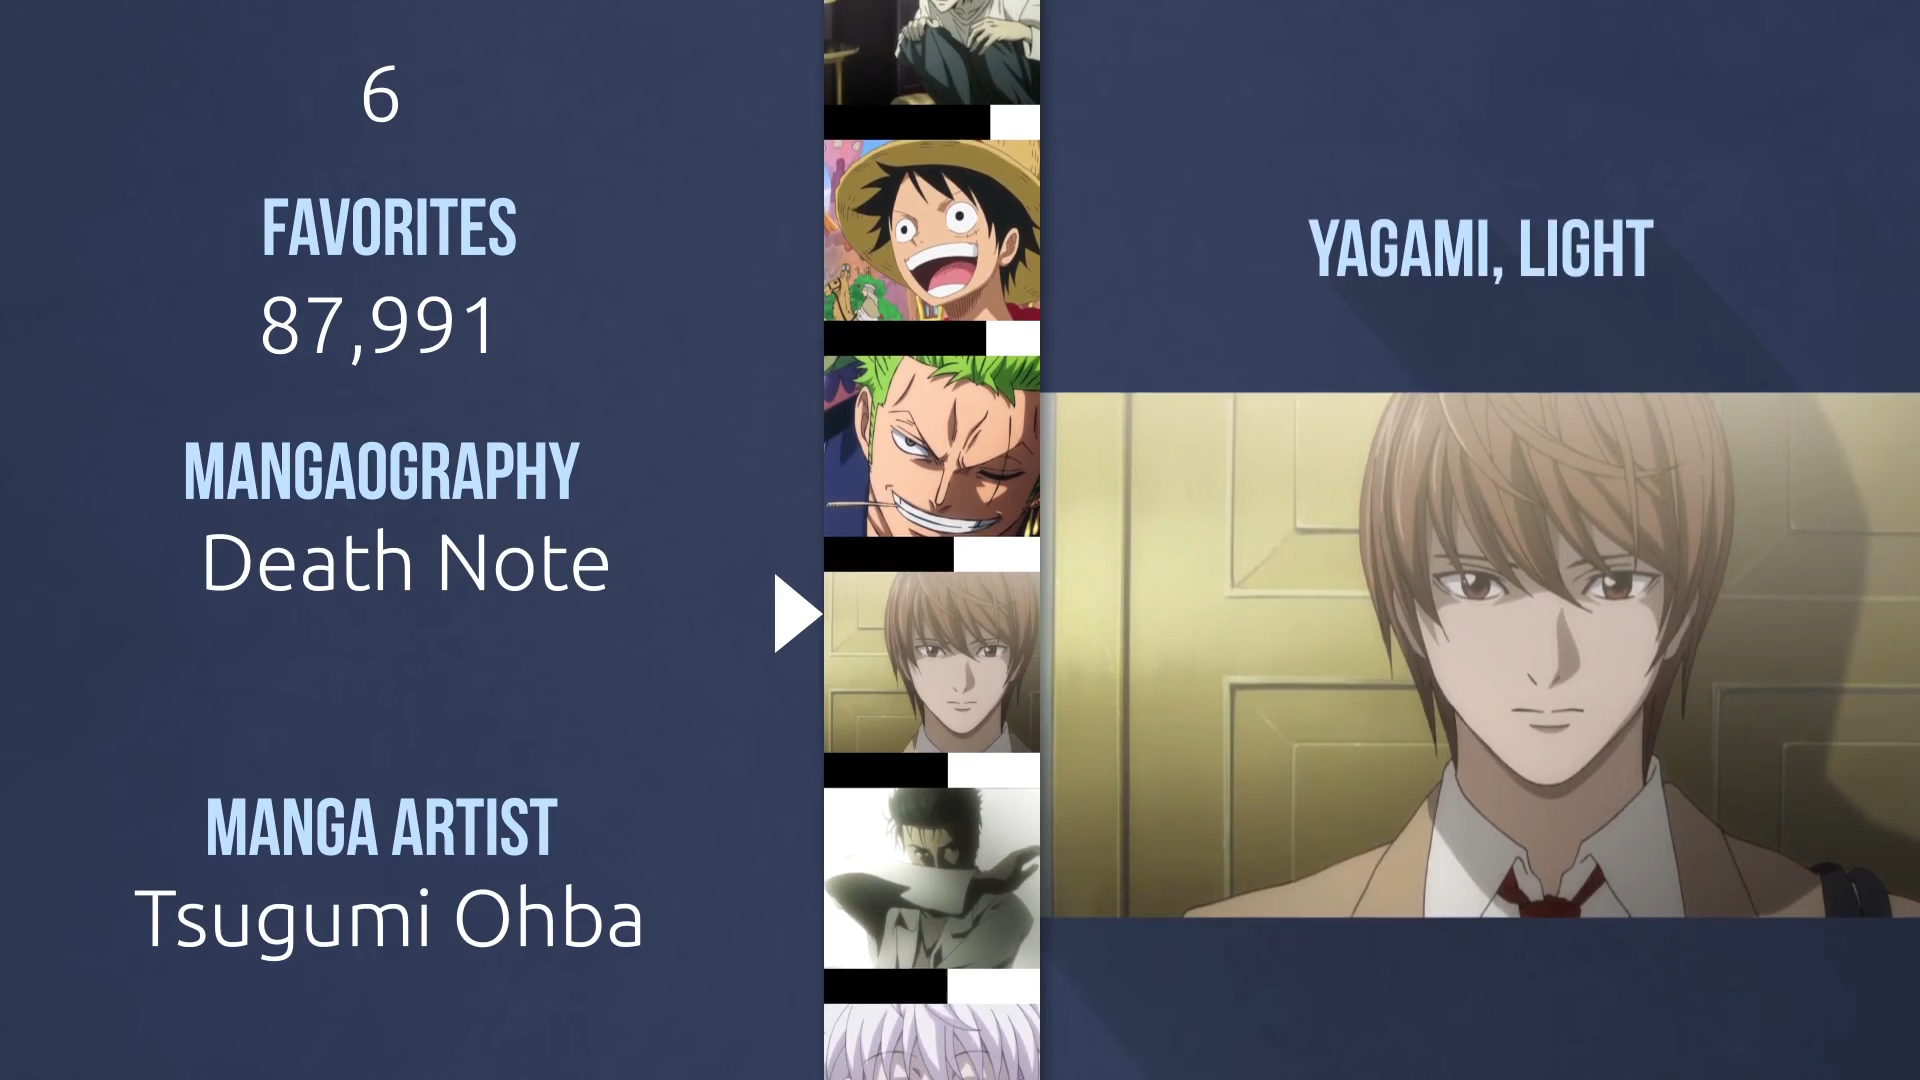 6
FAVORITES
87,991
MANGAOGRAPHY
Death Note
MANGA ARTIST
Tsugumi Ohba
YAGAMI, LIGHT